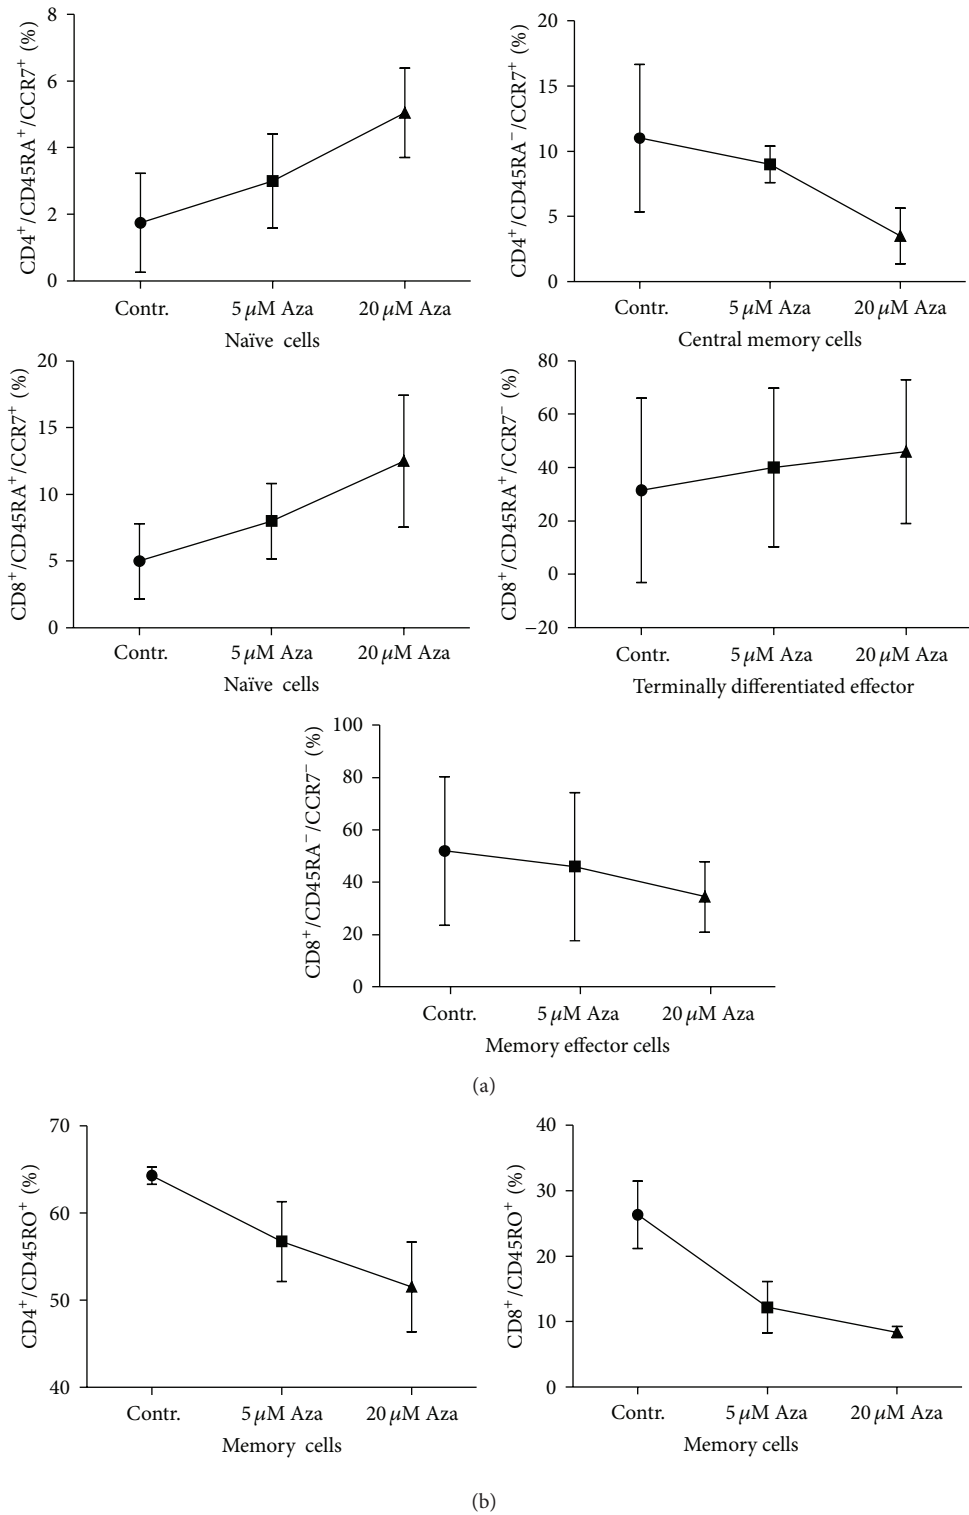 CD4⁺/CD45RA⁺/CCR7⁺ (%)
8
6
4
2
0
Contr. 5 μM Aza 20 μM Aza
Naïve cells
CD4⁺/CD45RA⁻/CCR7⁺ (%)
20
15
10
5
0
Contr. 5 μM Aza 20 μM Aza
Central memory cells
CD8⁺/CD45RA⁺/CCR7⁺ (%)
20
15
10
5
0
Contr. 5 μM Aza 20 μM Aza
Naïve cells
CD8⁺/CD45RA⁺/CCR7⁻ (%)
80
60
40
20
0
−20
Contr. 5 μM Aza 20 μM Aza
Terminally differentiated effector
CD8⁺/CD45RA⁻/CCR7⁻ (%)
100
80
60
40
20
0
Contr. 5 μM Aza 20 μM Aza
Memory effector cells
(a)
CD4⁺/CD45RO⁺ (%)
70
60
50
40
Contr. 5 μM Aza 20 μM Aza
Memory cells
CD8⁺/CD45RO⁺ (%)
40
30
20
10
0
Contr. 5 μM Aza 20 μM Aza
Memory cells
(b)